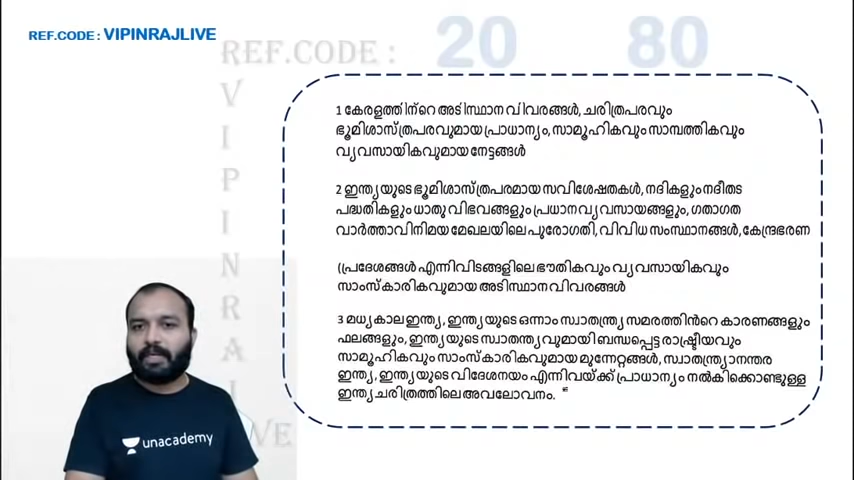 REF.CODE : VIPINRAJLIVE
REF.CODE :
20 80
VIPINRAJ
VE
1 കേരളത്തിന്റെ അടിസ്ഥാന വിവരങ്ങൾ, ചരിത്രപരവും
ഭൂമിശാസ്ത്രപരവുമായ പ്രാധാന്യം, സാമൂഹികവും സാമ്പത്തികവും
വ്യവസായികവുമായ നേട്ടങ്ങൾ
2 ഇന്ത്യയുടെ ഭൂമിശാസ്ത്രപരമായ സവിശേഷതകൾ, നദികളും നദീതട
പദ്ധതികളും ധാതു വിഭവങ്ങളും പ്രധാന വ്യവസായങ്ങളും, ഗതാഗത
വാർത്താവിനിമയ മേഖലയിലെ പുരോഗതി, വിവിധ സംസ്ഥാനങ്ങൾ, കേന്ദ്രഭരണ
(പ്രദേശങ്ങൾ എന്നിവിടങ്ങളിലെ ഭൗതികവും വ്യവസായികവും
സാംസ്കാരികവുമായ അടിസ്ഥാന വിവരങ്ങൾ
3 മധ്യകാല ഇന്ത്യ, ഇന്ത്യയുടെ ഒന്നാം സ്വാതന്ത്ര്യ സമരത്തിൻറെ കാരണങ്ങളും
ഫലങ്ങളും, ഇന്ത്യയുടെ സ്വാതന്ത്യവുമായി ബന്ധപ്പെട്ട രാഷ്ട്രീയവും
സാമൂഹികവും സാംസ്കാരികവുമായ മുന്നേറ്റങ്ങൾ, സ്വാതന്ത്ര്യാനന്തര
ഇന്ത്യ, ഇന്ത്യയുടെ വിദേശനയം എന്നിവയ്ക്ക് പ്രാധാന്യം നൽകിക്കൊണ്ടുള്ള
ഇന്ത്യ ചരിത്രത്തിലെ അവലോവനം.
unacademy